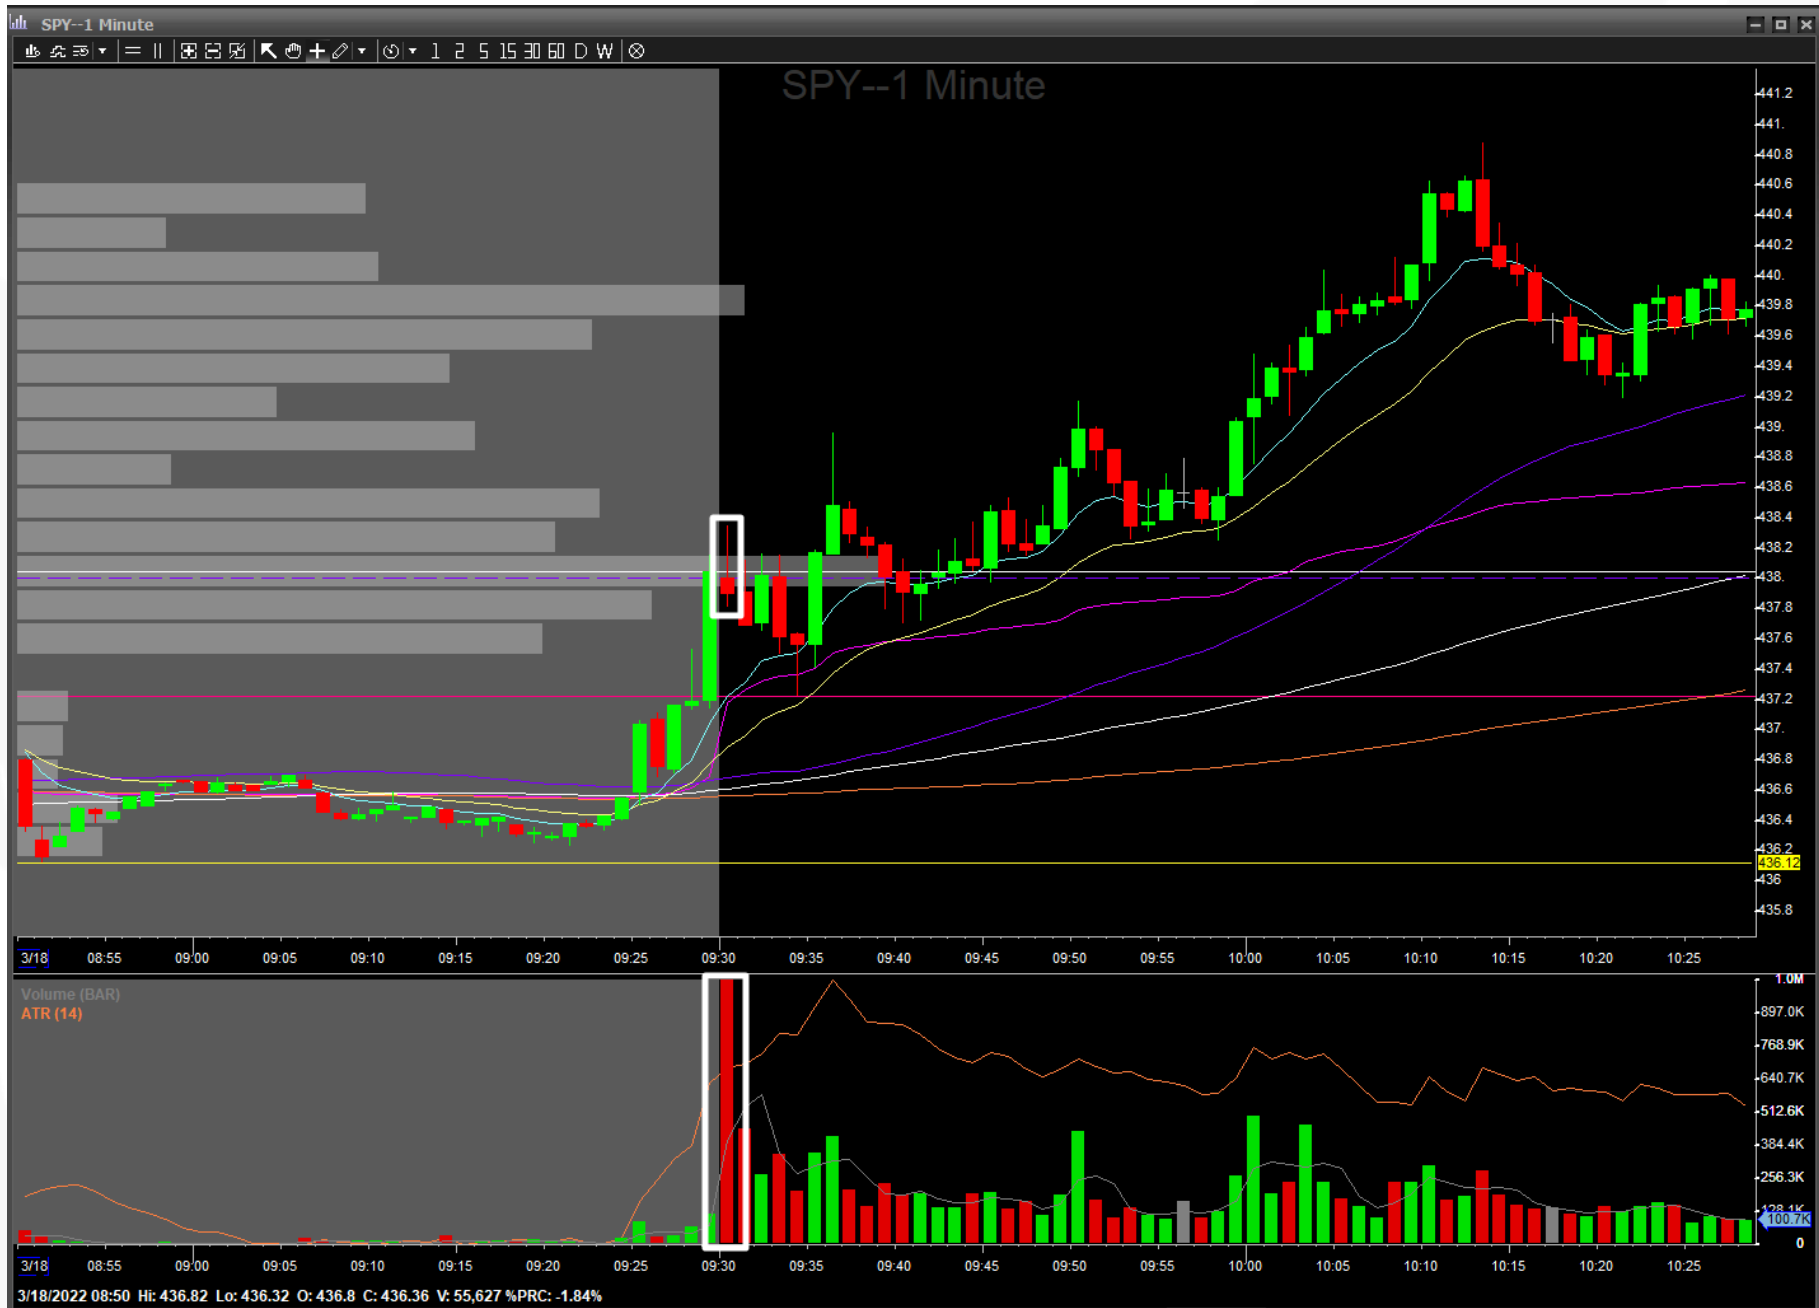 SPY--1 Minute
1 2 5 15 30 60 D W
SPY--1 Minute
441.2
441.
440.8
440.6
440.4
440.2
440.
439.8
439.6
439.4
439.2
439.
438.8
438.6
438.4
438.2
438.
437.8
437.6
437.4
437.2
437.
436.8
436.6
436.4
436.2
436.12
436
435.8
3/18 08:55 09:00 09:05 09:10 09:15 09:20 09:25 09:30 09:35 09:40 09:45 09:50 09:55 10:00 10:05 10:10 10:15 10:20 10:25
Volume (BAR)
ATR (14)
1.0M
897.0K
768.9K
640.7K
512.6K
384.4K
256.3K
128.1K
100.7K
0
3/18 08:55 09:00 09:05 09:10 09:15 09:20 09:25 09:30 09:35 09:40 09:45 09:50 09:55 10:00 10:05 10:10 10:15 10:20 10:25
3/18/2022 08:50 Hi: 436.82 Lo: 436.32 O: 436.8 C: 436.36 V: 55,627 %PRC: -1.84%